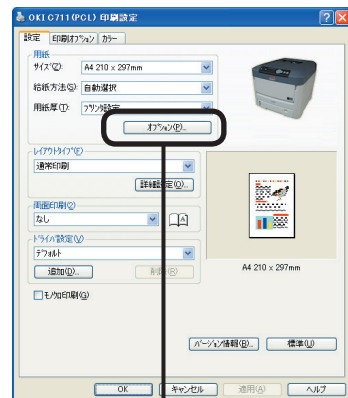 OKI C711(PCL) 印刷設定
設定 印刷オプション カラー
用紙
サイズ(Z): A4 210 x 297mm
給紙方法(S): 自動選択
用紙厚(T): プリンタ設定
オプション(P)...
レイアウトタイプ(F)
通常印刷
詳細設定(O)...
両面印刷(2)
なし
ドライバ設定(V)
デフォルト
追加(D)... 削除(R)
A4 210 x 297mm
モノクロ印刷(G)
バージョン情報(B)... 標準(U)
OK キャンセル 適用(A) ヘルプ